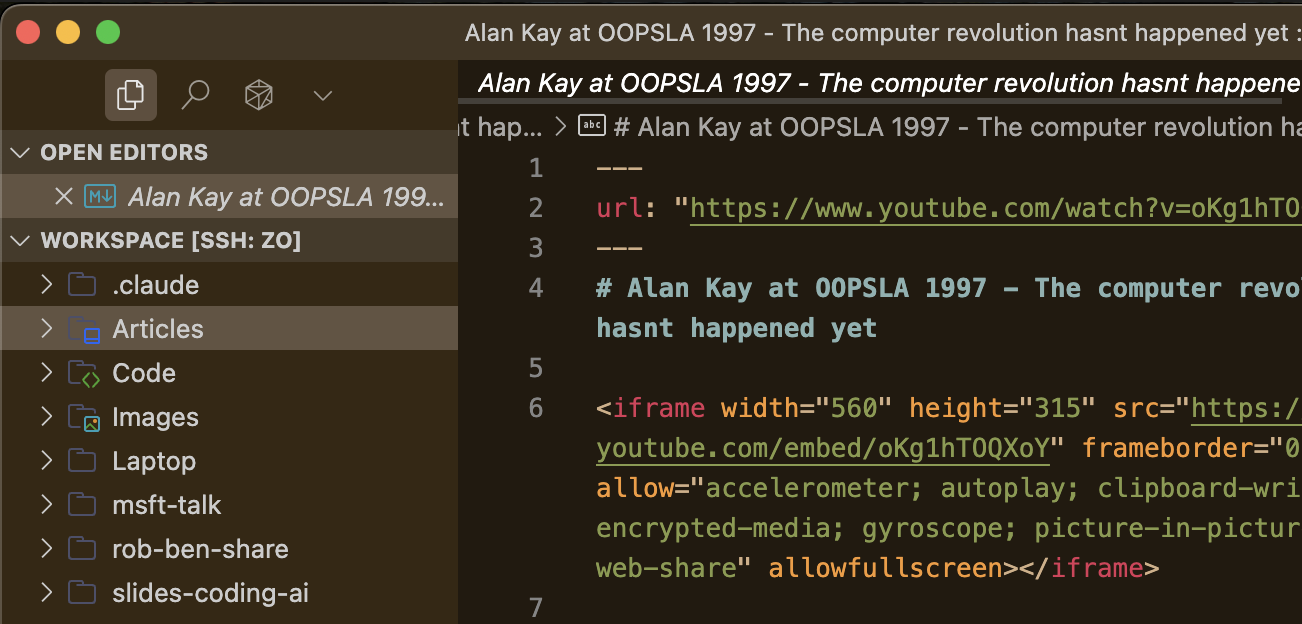 Alan Kay at OOPSLA 1997 - The computer revolution hasnt happened yet :
Alan Kay at OOPSLA 1997 - The computer revolution hasnt happene
t hap... > abc # Alan Kay at OOPSLA 1997 - The computer revolution ha
OPEN EDITORS
M↓ Alan Kay at OOPSLA 199...
WORKSPACE [SSH: ZO]
.claude
Articles
Code
Images
Laptop
msft-talk
rob-ben-share
slides-coding-ai
1 ---
2 url: "https://www.youtube.com/watch?v=oKg1hTO
3 ---
4 # Alan Kay at OOPSLA 1997 - The computer revo
hasnt happened yet
5
6 <iframe width="560" height="315" src="https:/
youtube.com/embed/oKg1hTOQXoY" frameborder="0
allow="accelerometer; autoplay; clipboard-wri
encrypted-media; gyroscope; picture-in-pictur
web-share" allowfullscreen></iframe>
7